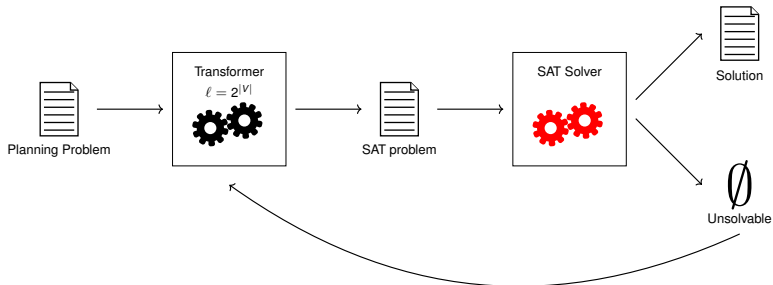 Planning Problem
Transformer
ℓ = 2^|V|
SAT problem
SAT Solver
Solution
∅
Unsolvable